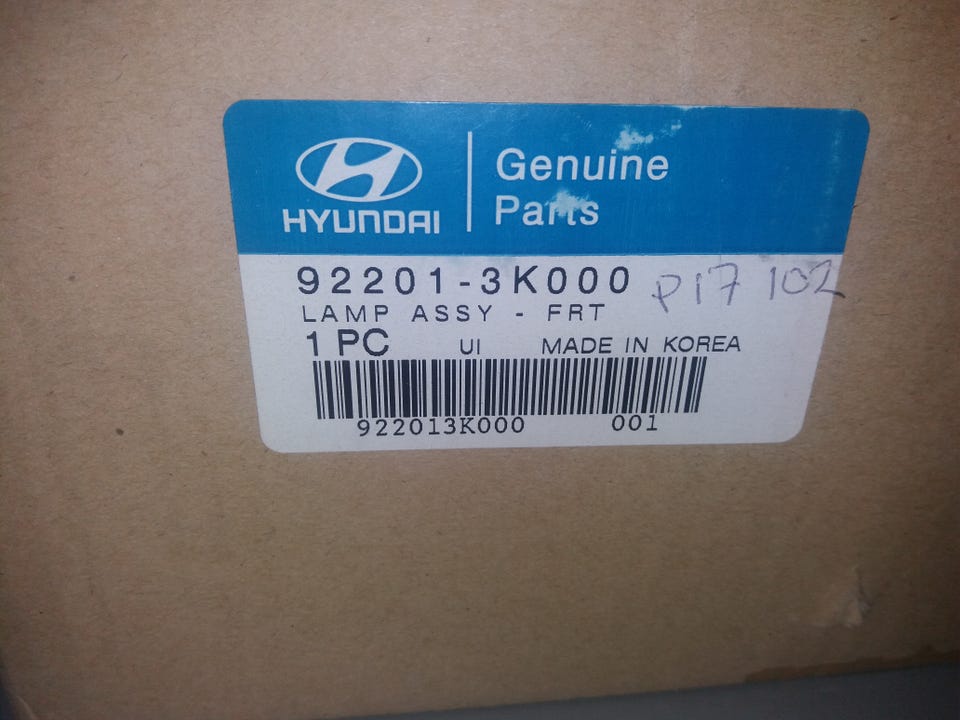 HYUNDAI
Genuine
Parts
92201-3K000 P17 102
LAMP ASSY - FRT
1 PC UI MADE IN KOREA
922013K000 001